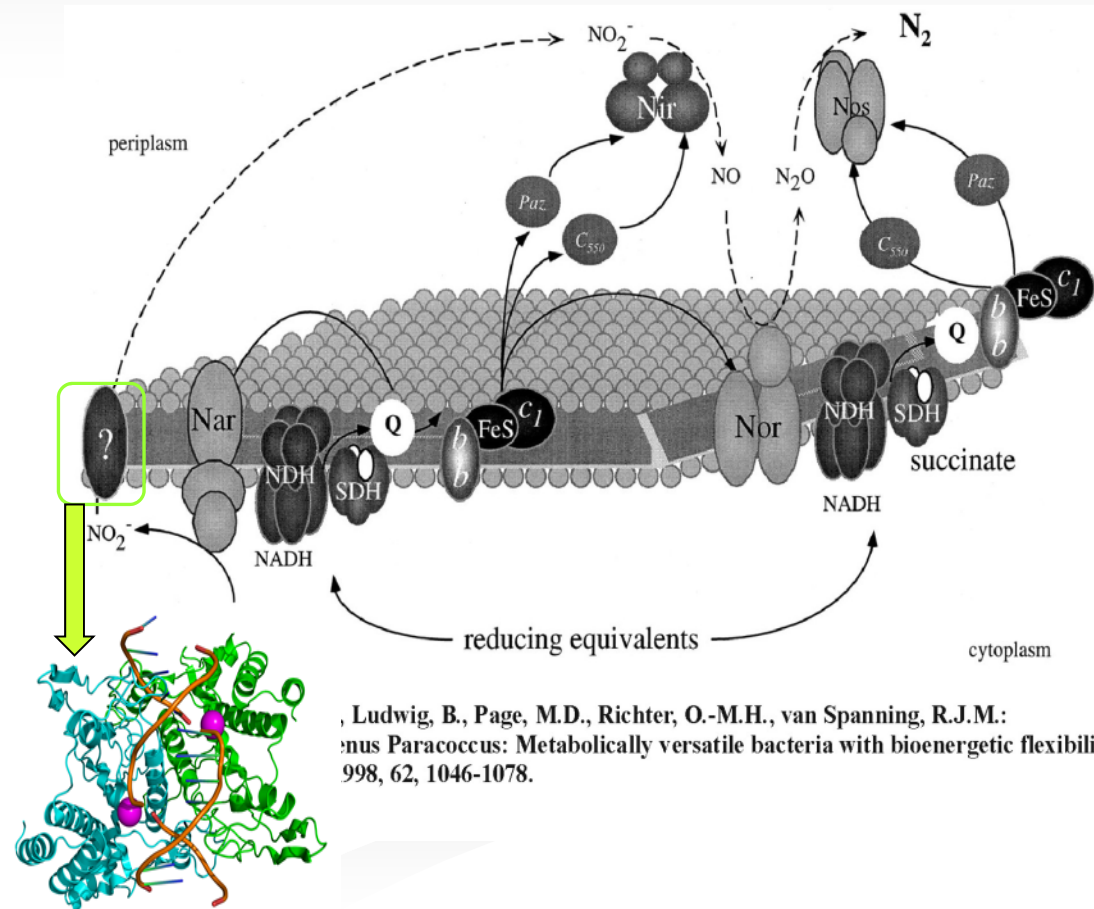 NO₂⁻
N₂
Nir
Nos
periplasm
NO
N₂O
Paz
Paz
C₅₅₀
C₅₅₀
c₁
FeS
b
b
Q
?
Nar
Q
c₁
FeS
b
b
NDH
SDH
Nor
NDH
SDH
succinate
NO₂⁻
NADH
NADH
reducing equivalents
cytoplasm
, Ludwig, B., Page, M.D., Richter, O.-M.H., van Spanning, R.J.M.:
enus Paracoccus: Metabolically versatile bacteria with bioenergetic flexibili
998, 62, 1046-1078.